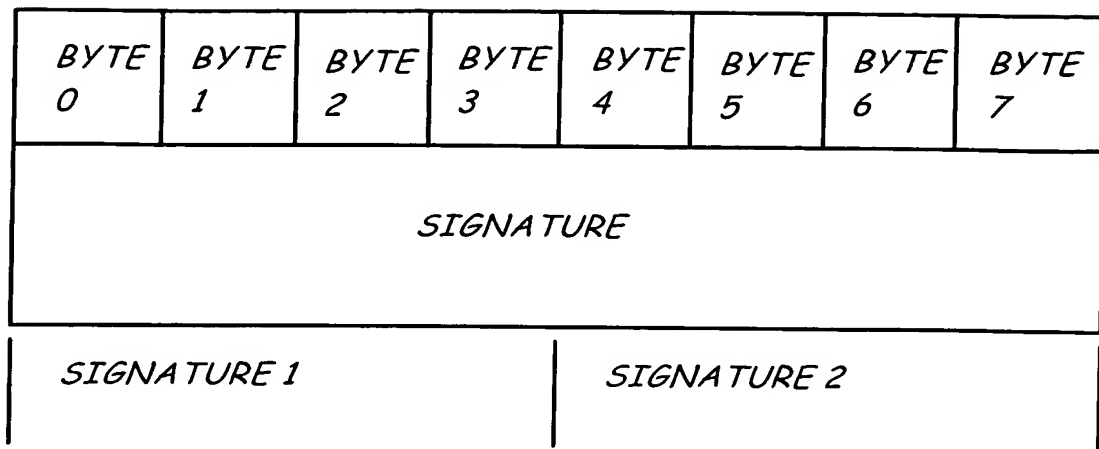 BYTE BYTE BYTE BYTE BYTE BYTE BYTE BYTE
0 1 2 3 4 5 6 7
SIGNATURE
SIGNATURE 1 SIGNATURE 2